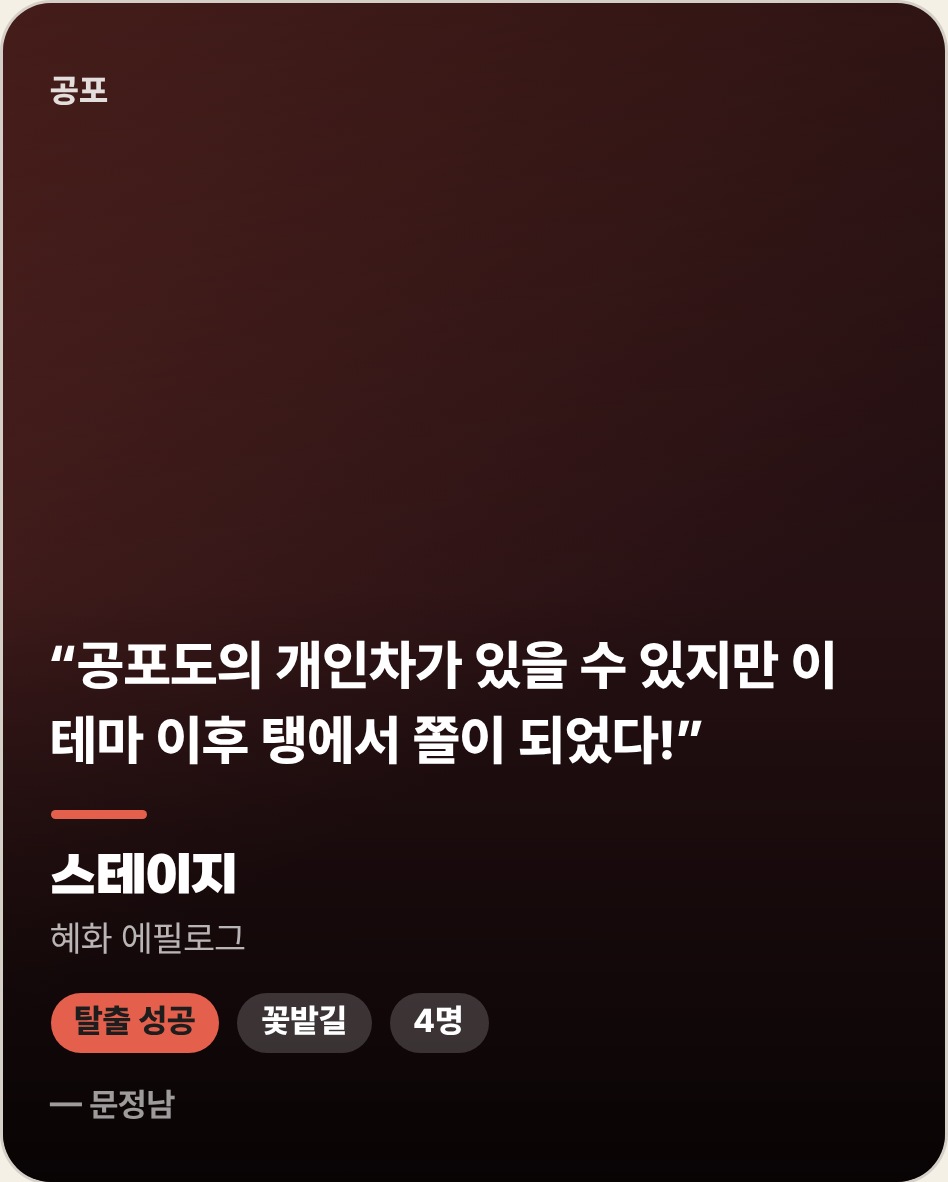 공포
“공포도의 개인차가 있을 수 있지만 이
테마 이후 탱에서 쫄이 되었다!”
스테이지
혜화 에필로그
탈출 성공 꽃밭길 4명
— 문정남